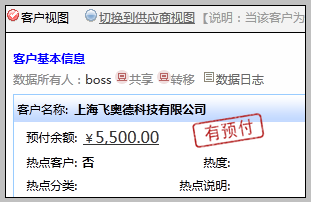 客户视图 切换到供应商视图【说明：当该客户为
客户基本信息
数据所有人：boss 共享 转移 数据日志
客户名称: 上海飞奥德科技有限公司
预付余额: ￥5,500.00 有预付
热点客户: 否 热度:
热点分类: 热点说明: